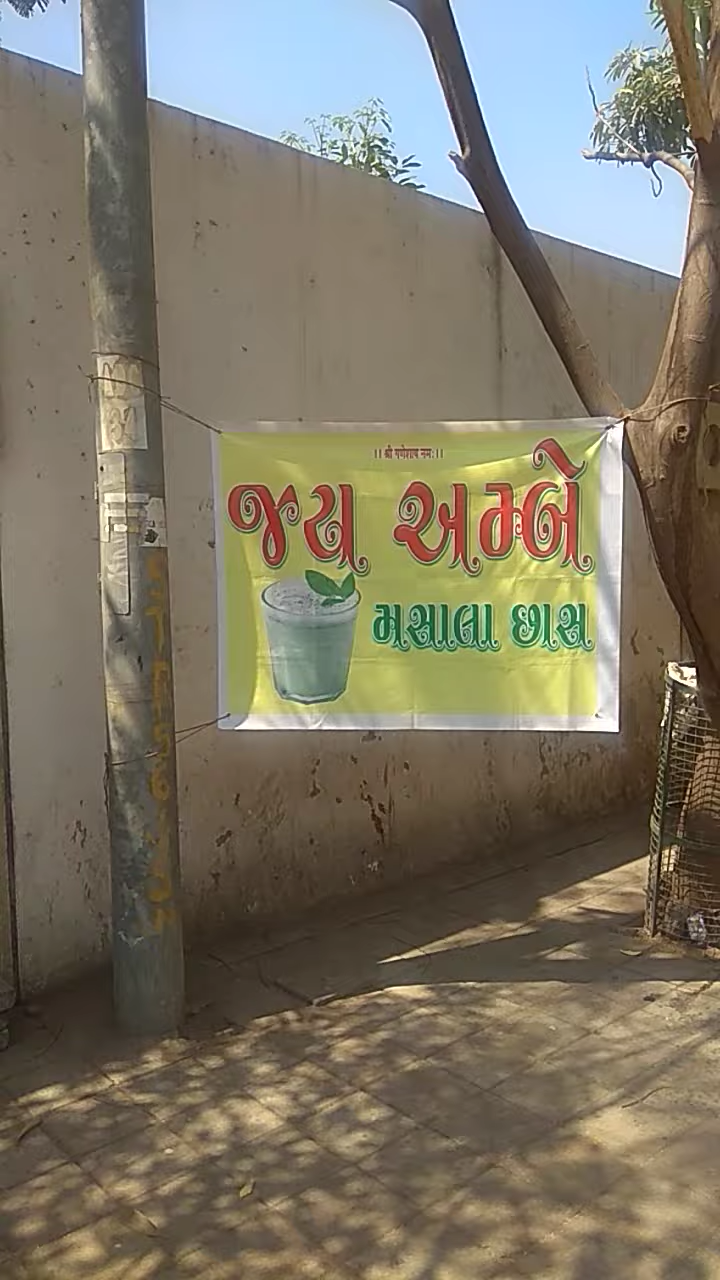 ।। श्री गणेशाय नमः ।।
જય અમ્બે
મસાલા છાસ